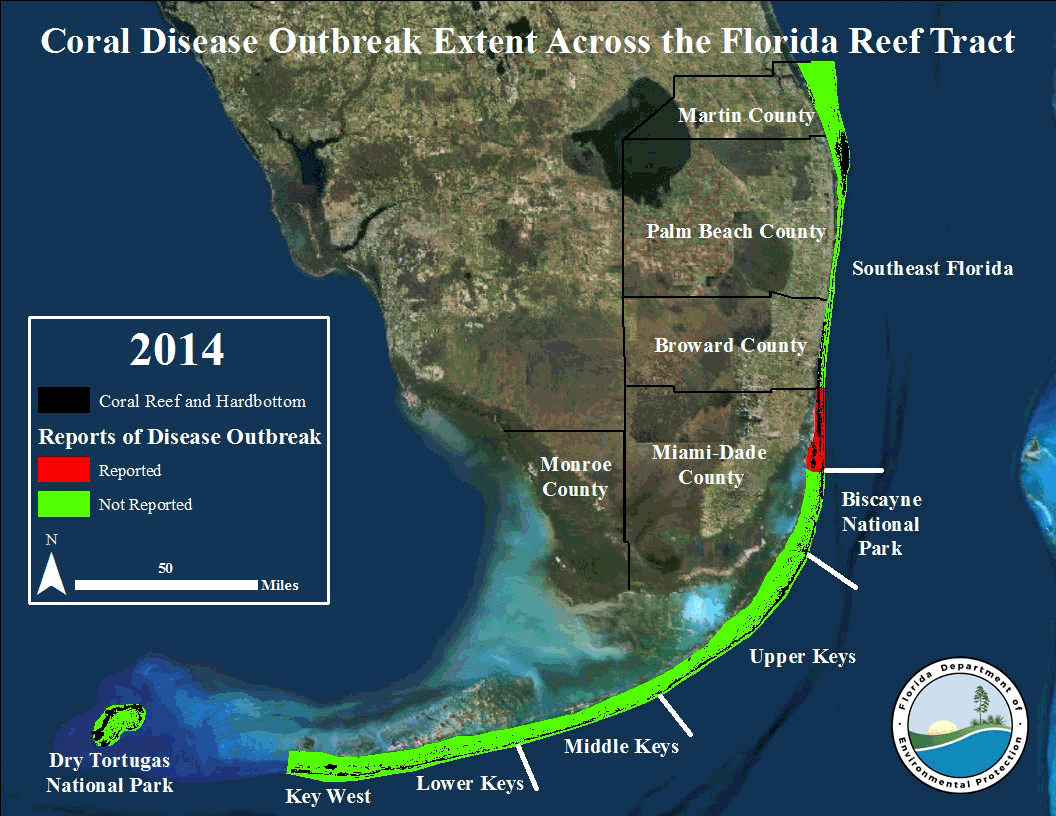 Coral Disease Outbreak Extent Across the Florida Reef Tract
Martin County
Palm Beach County
Southeast Florida
Broward County
Miami-Dade
County
Monroe
County
Biscayne
National
Park
Upper Keys
Middle Keys
Lower Keys
Key West
Dry Tortugas
National Park
2014
Coral Reef and Hardbottom
Reports of Disease Outbreak
Reported
Not Reported
N
50
Miles
Florida Department of
Environmental Protection